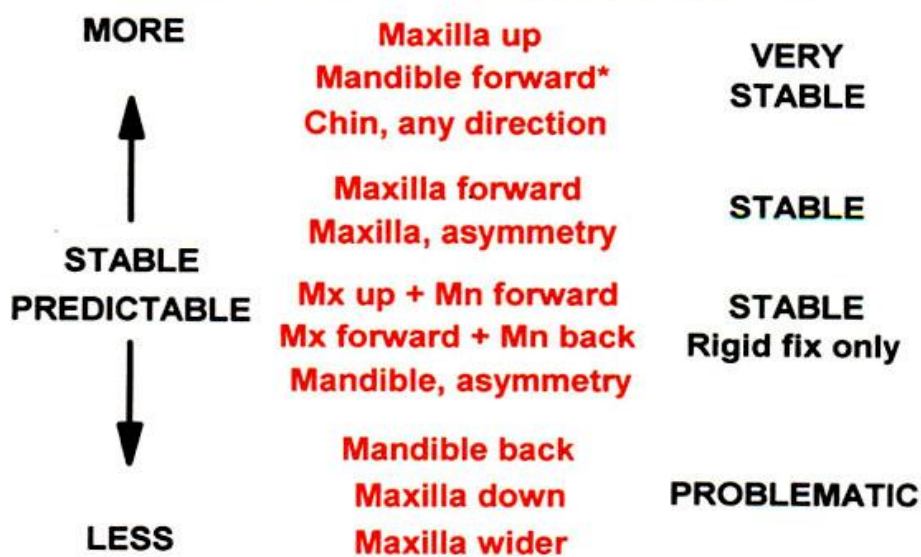 MORE
STABLE
PREDICTABLE
LESS
Maxilla up
Mandible forward*
Chin, any direction
VERY
STABLE
Maxilla forward
Maxilla, asymmetry
STABLE
Mx up + Mn forward
Mx forward + Mn back
Mandible, asymmetry
STABLE
Rigid fix only
Mandible back
Maxilla down
Maxilla wider
PROBLEMATIC